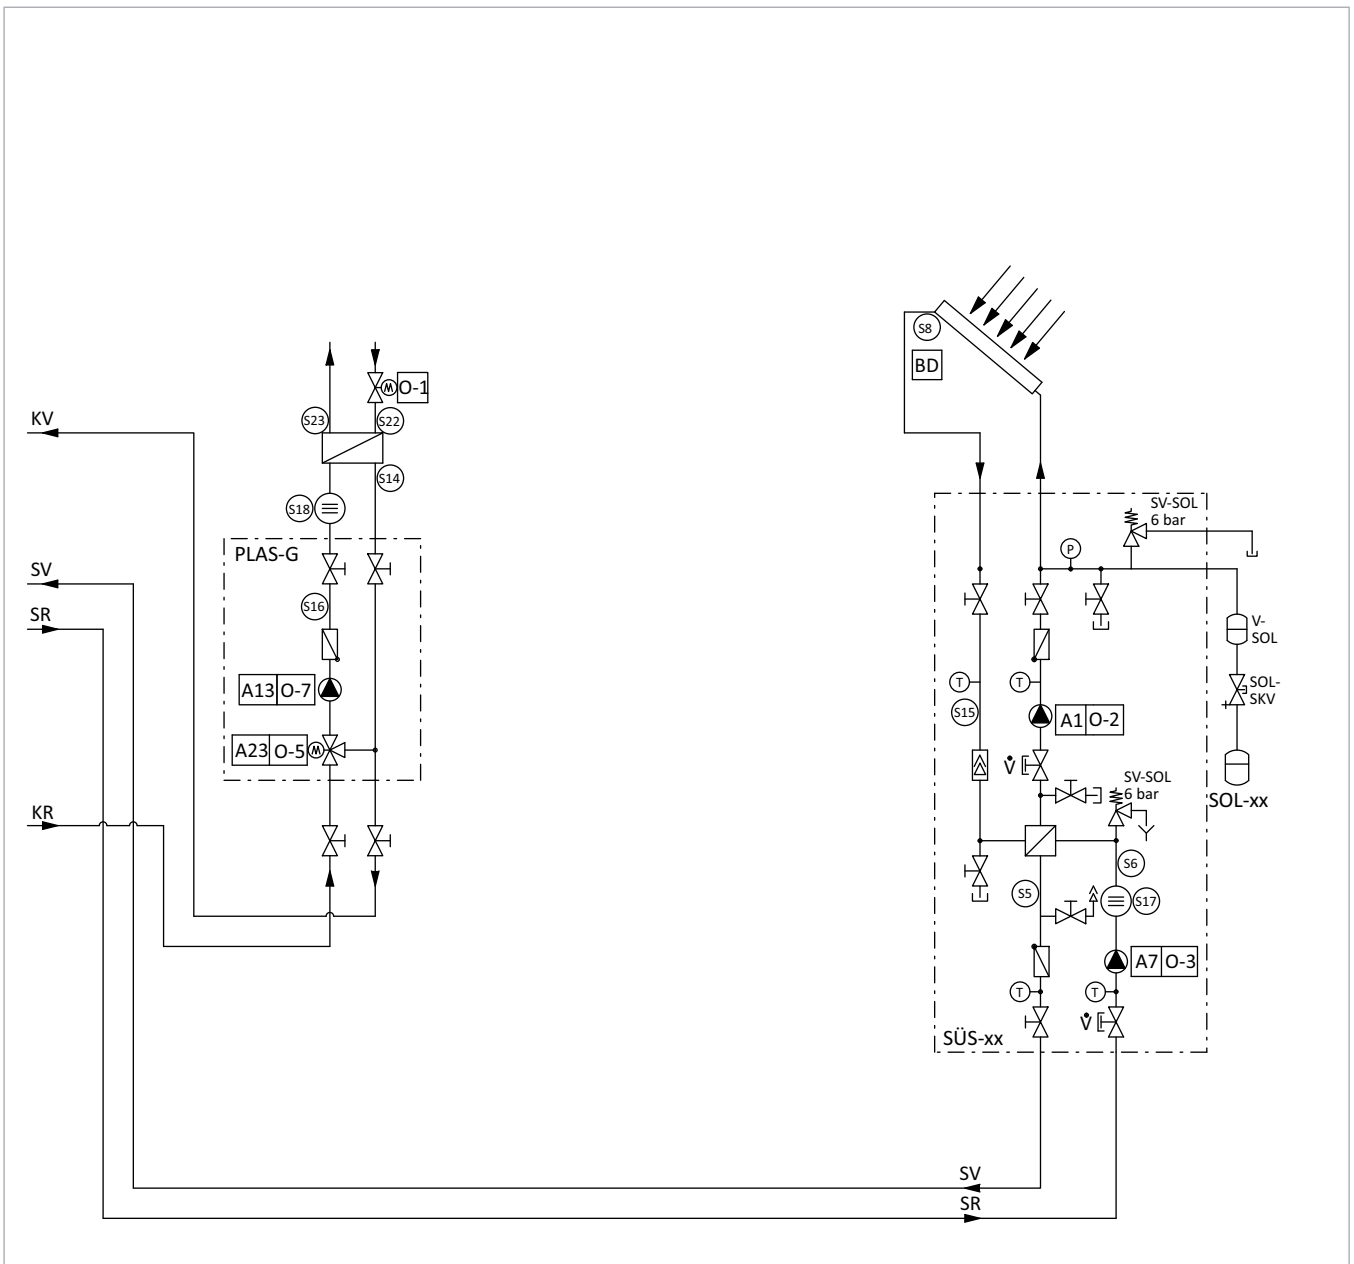 S8
BD
O-1
S23
S22
KV
S14
S18
SV-SOL
6 bar
PLAS-G
P
SV
S16
SR
V-
SOL
T
T
A13 O-7
SOL-
SKV
S15
A1 O-2
A23 O-5
V̇
SV-SOL
6 bar
SOL-xx
KR
S6
S5
S17
A7 O-3
T
T
V̇
SÜS-xx
SV
SR
M
M